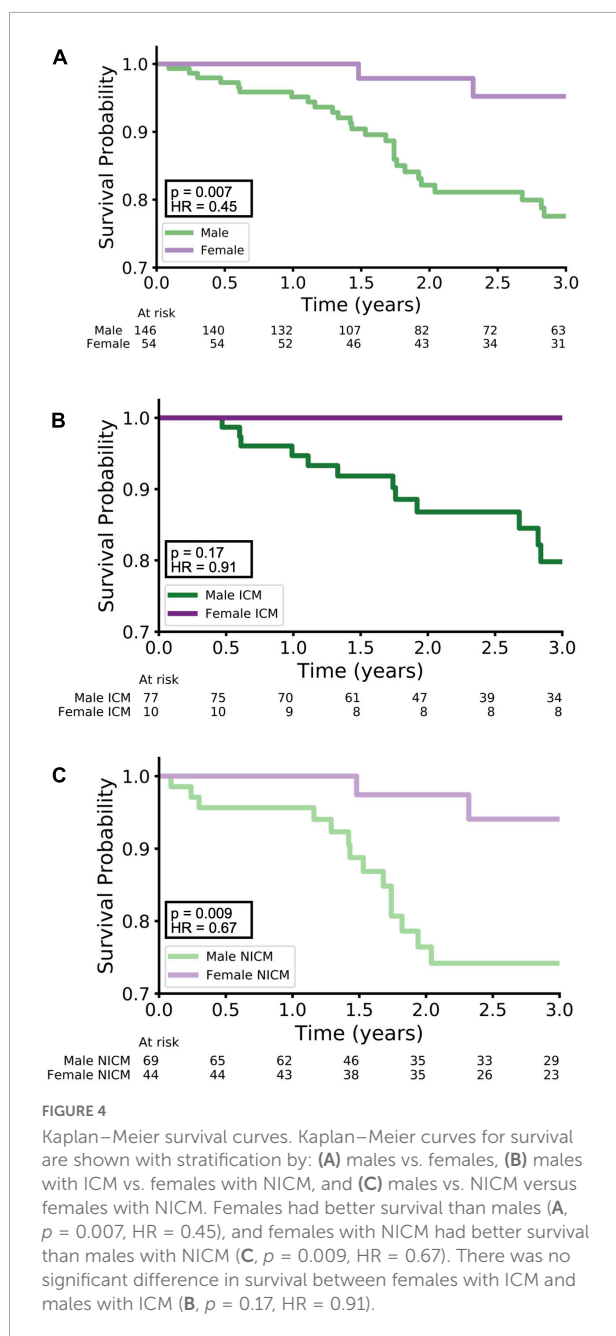 A
Survival Probability
1.0
0.9
0.8
0.7
p = 0.007
HR = 0.45
Male
Female
0.0 0.5 1.0 1.5 2.0 2.5 3.0
Time (years)
At risk
Male 146 140 132 107 82 72 63
Female 54 54 52 46 43 34 31
B
Survival Probability
1.0
0.9
0.8
0.7
p = 0.17
HR = 0.91
Male ICM
Female ICM
0.0 0.5 1.0 1.5 2.0 2.5 3.0
Time (years)
At risk
Male ICM 77 75 70 61 47 39 34
Female ICM 10 10 9 8 8 8 8
C
Survival Probability
1.0
0.9
0.8
0.7
p = 0.009
HR = 0.67
Male NICM
Female NICM
0.0 0.5 1.0 1.5 2.0 2.5 3.0
Time (years)
At risk
Male NICM 69 65 62 46 35 33 29
Female NICM 44 44 43 38 35 26 23
FIGURE 4
Kaplan–Meier survival curves. Kaplan–Meier curves for survival
are shown with stratification by: (A) males vs. females, (B) males
with ICM vs. females with NICM, and (C) males vs. NICM versus
females with NICM. Females had better survival than males (A,
p = 0.007, HR = 0.45), and females with NICM had better survival
than males with NICM (C, p = 0.009, HR = 0.67). There was no
significant difference in survival between females with ICM and
males with ICM (B, p = 0.17, HR = 0.91).